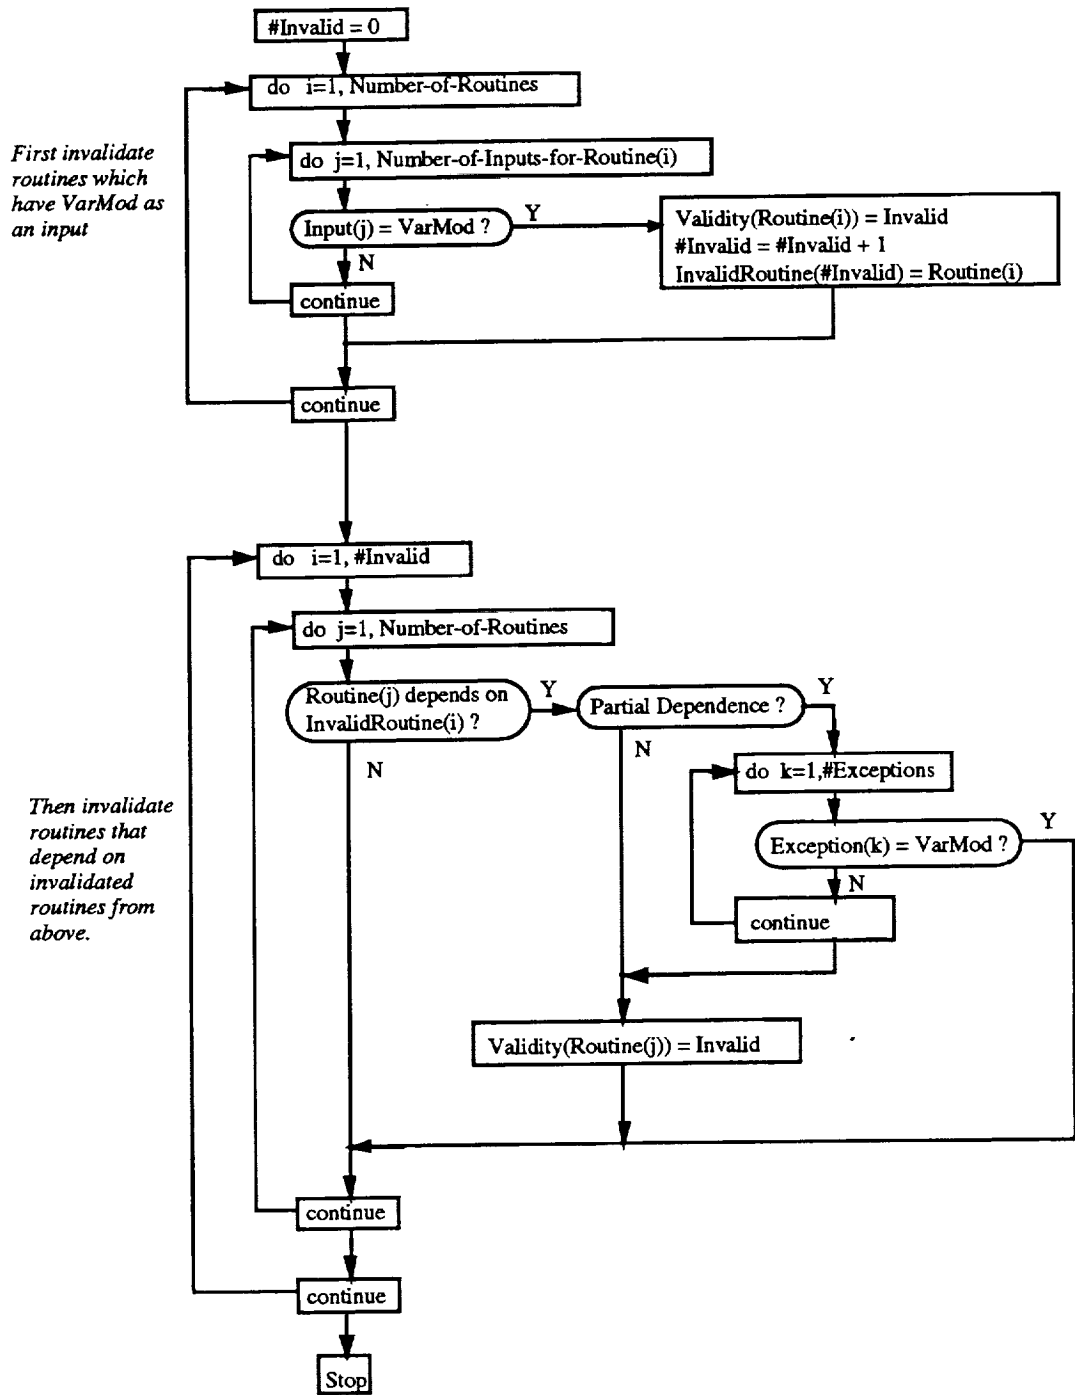 #Invalid = 0
do i=1, Number-of-Routines
First invalidate
routines which
have VarMod as
an input
do j=1, Number-of-Inputs-for-Routine(i)
Input(j) = VarMod ?
Y
Validity(Routine(i)) = Invalid
#Invalid = #Invalid + 1
InvalidRoutine(#Invalid) = Routine(i)
N
continue
continue
do i=1, #Invalid
do j=1, Number-of-Routines
Routine(j) depends on
InvalidRoutine(i) ?
Y
Partial Dependence ?
Y
N
N
do k=1,#Exceptions
Then invalidate
routines that
depend on
invalidated
routines from
above.
Exception(k) = VarMod ?
Y
N
continue
Validity(Routine(j)) = Invalid
continue
continue
Stop